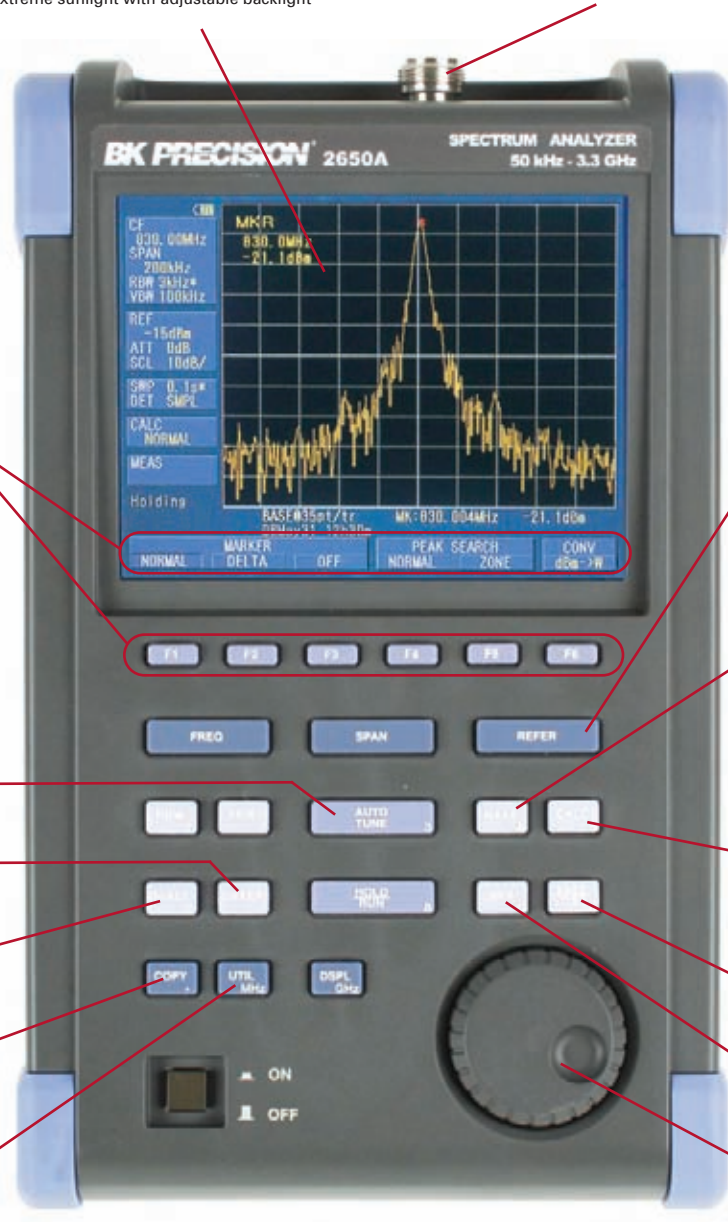 xtreme sunlight with adjustable backlight
BK PRECISION 2650A
SPECTRUM ANALYZER
50 kHz - 3.3 GHz
CF
830.00MHz
SPAN
200kHz
RBW 3kHz*
VBW 100kHz
REF
-15dBm
ATT 0dB
SCL 10dB/
SWP 0.1s*
DET SMPL
CALC
NORMAL
MEAS
Holding
MKR
830.0MHz
-21.1dBm
MK:830.004MHz -21.1dBm
MARKER
NORMAL DELTA OFF
PEAK SEARCH
NORMAL ZONE
CONV
dBm->W
F1 F2 F3 F4 F5 F6
FREQ SPAN REFER
AUTO
TUNE
CALC
HOLD
RUN
COPY
UTIL
MHz
DSPL
GHz
ON
OFF